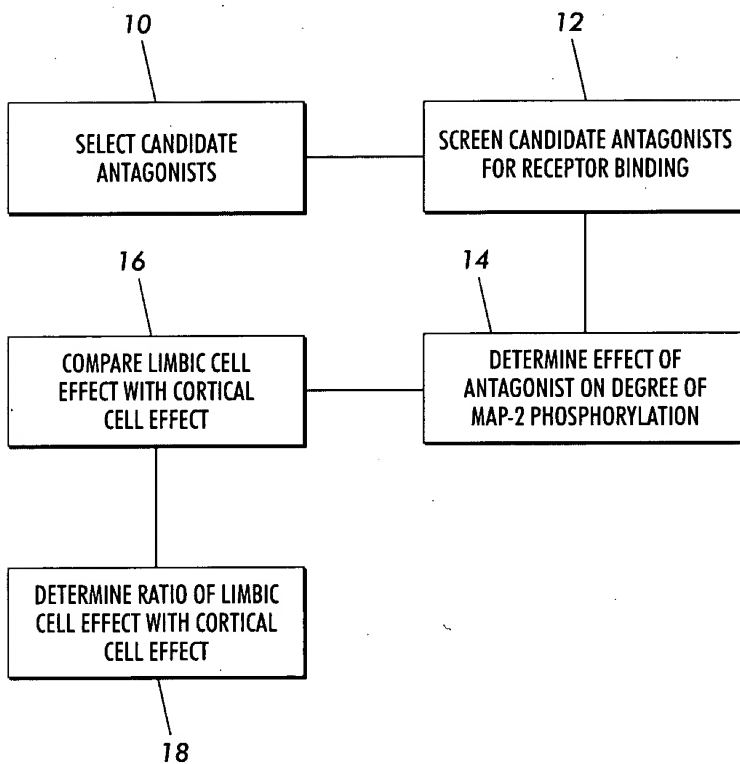 10
12
SELECT CANDIDATE
ANTAGONISTS
SCREEN CANDIDATE ANTAGONISTS
FOR RECEPTOR BINDING
16
14
COMPARE LIMBIC CELL
EFFECT WITH CORTICAL
CELL EFFECT
DETERMINE EFFECT OF
ANTAGONIST ON DEGREE OF
MAP-2 PHOSPHORYLATION
DETERMINE RATIO OF LIMBIC
CELL EFFECT WITH CORTICAL
CELL EFFECT
18